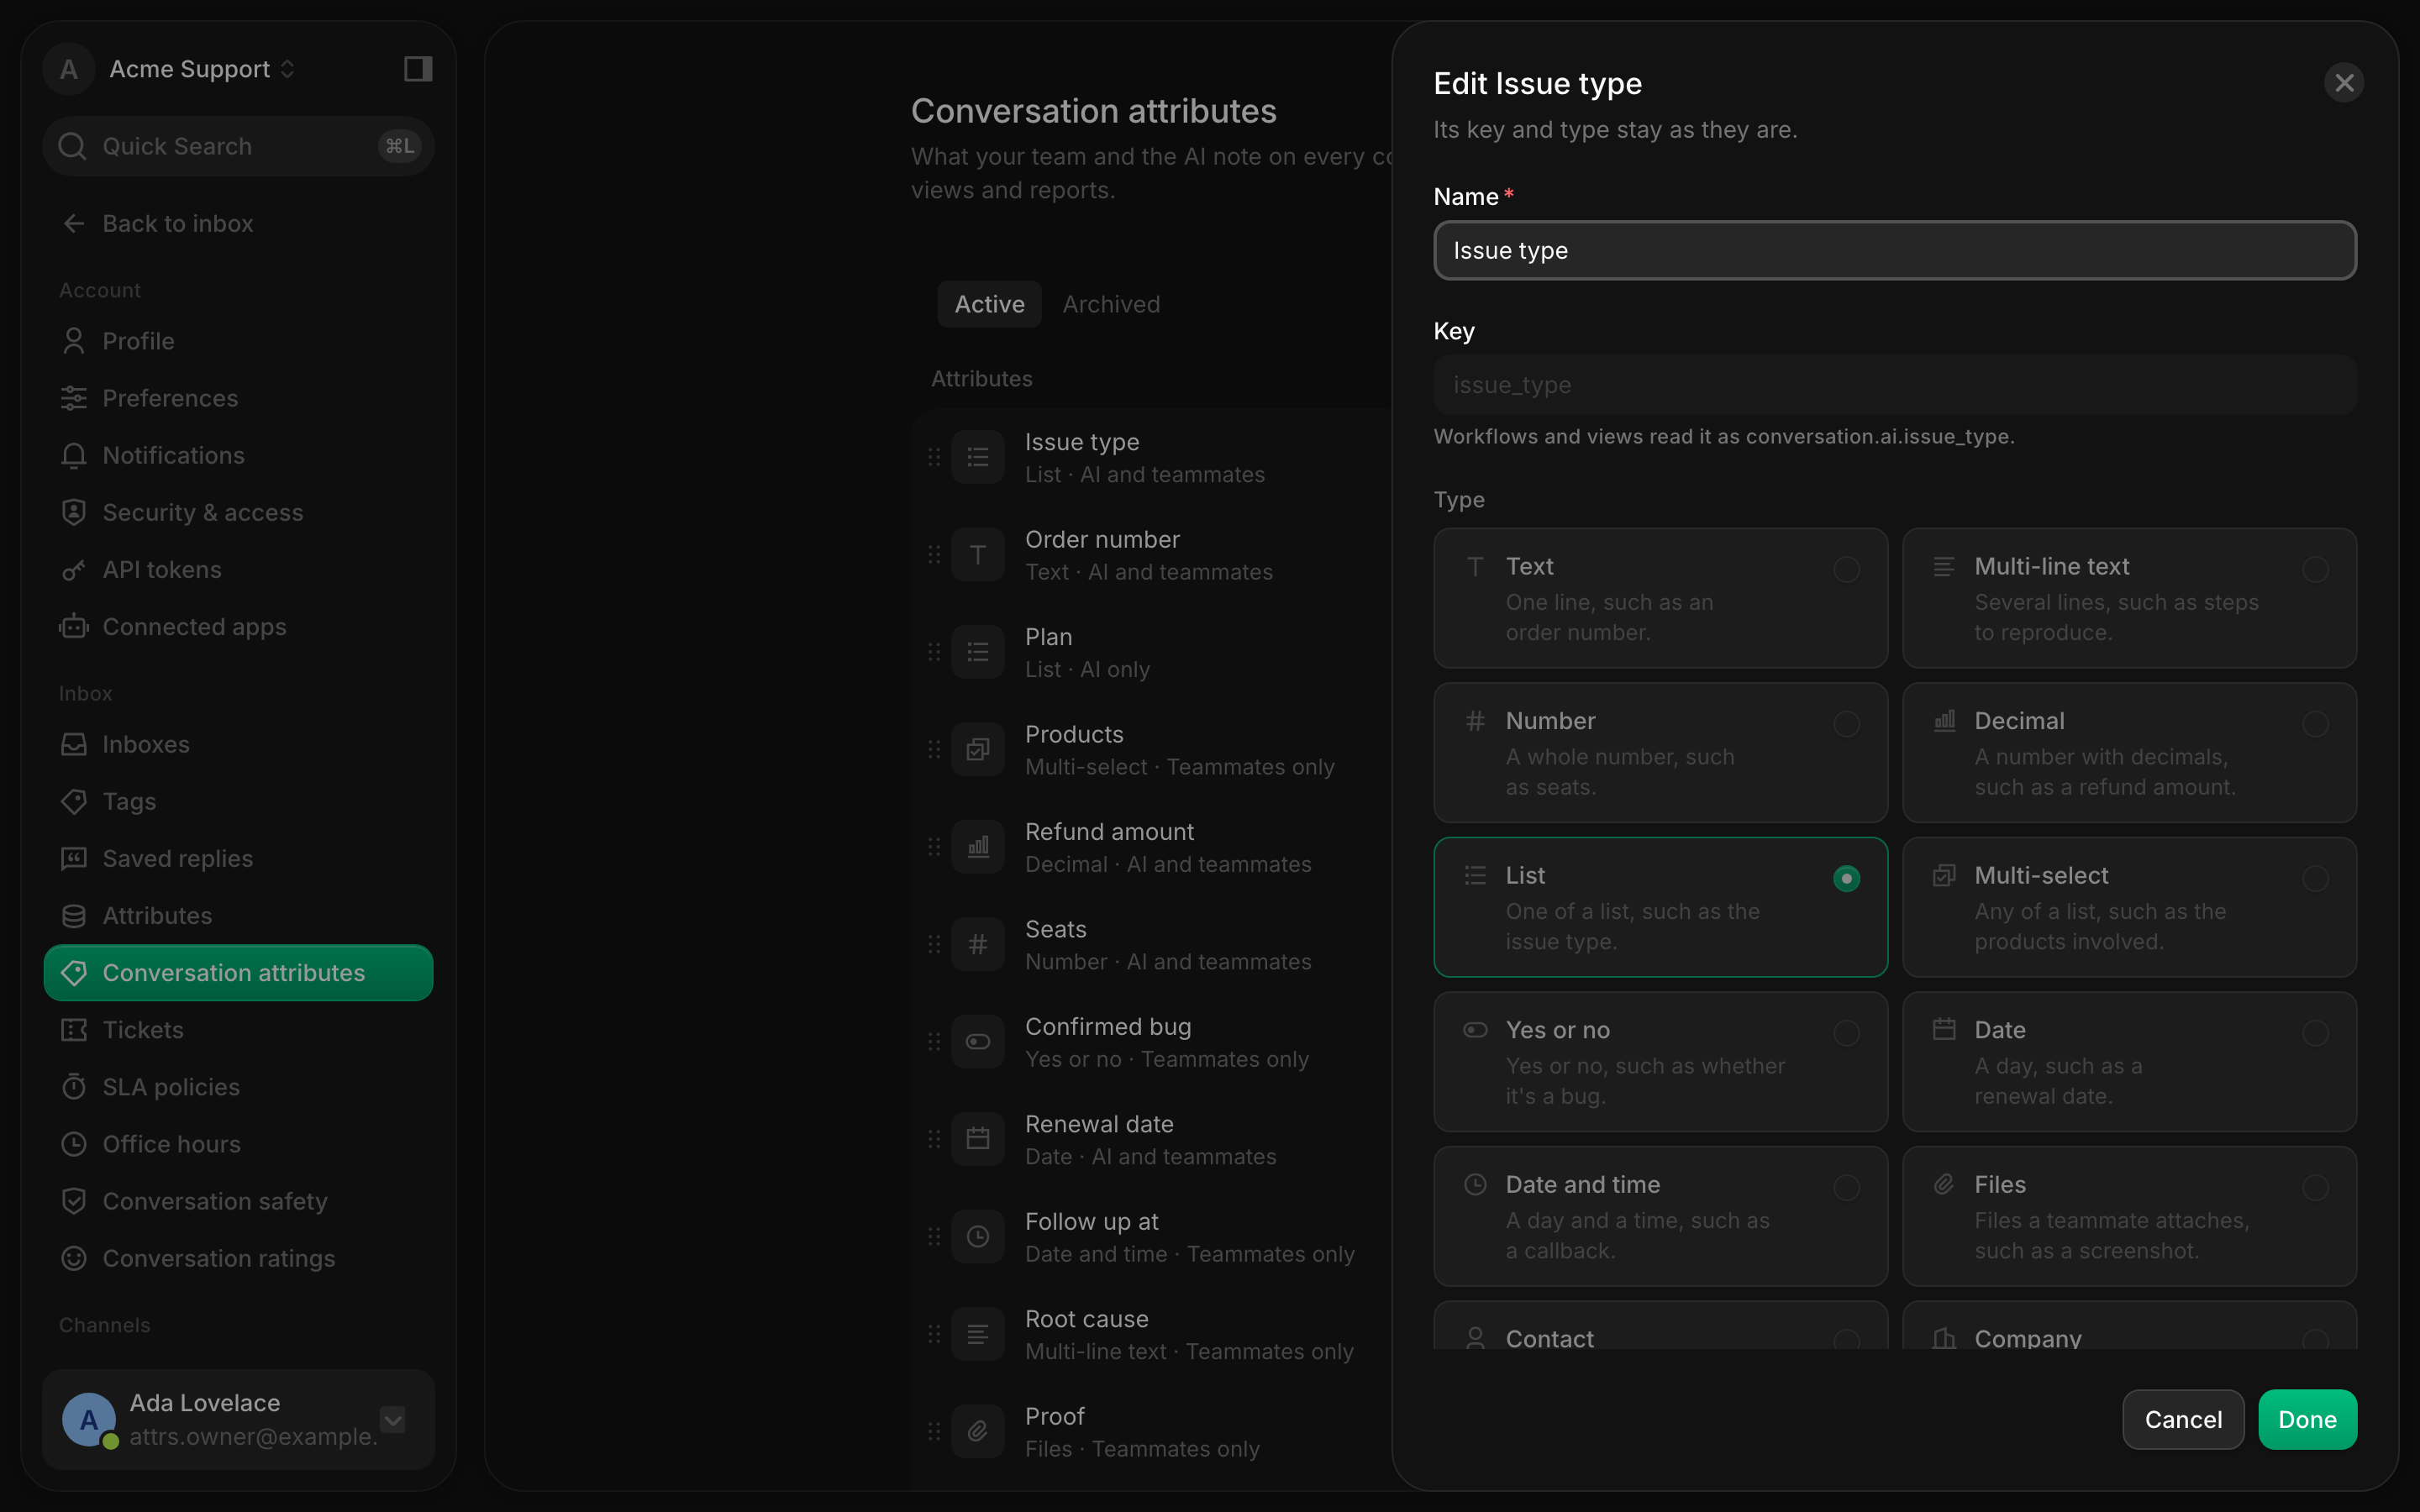 A
Acme Support
Quick Search
⌘L
Back to inbox
Account
Profile
Preferences
Notifications
Security & access
API tokens
Connected apps
Inbox
Inboxes
Tags
Saved replies
Attributes
Conversation attributes
Tickets
SLA policies
Office hours
Conversation safety
Conversation ratings
Channels
A
Ada Lovelace
attrs.owner@example.
Conversation attributes
What your team and the AI note on every
views and reports.
Active
Archived
Attributes
Issue type
List · AI and teammates
Order number
Text · AI and teammates
Plan
List · AI only
Products
Multi-select · Teammates only
Refund amount
Decimal · AI and teammates
Seats
Number · AI and teammates
Confirmed bug
Yes or no · Teammates only
Renewal date
Date · AI and teammates
Follow up at
Date and time · Teammates only
Root cause
Multi-line text · Teammates only
Proof
Files · Teammates only
Edit Issue type
Its key and type stay as they are.
Name*
Issue type
Key
issue_type
Workflows and views read it as conversation.ai.issue_type.
Type
Text
One line, such as an
order number.
Multi-line text
Several lines, such as steps
to reproduce.
Number
A whole number, such
as seats.
Decimal
A number with decimals,
such as a refund amount.
List
One of a list, such as the
issue type.
Multi-select
Any of a list, such as the
products involved.
Yes or no
Yes or no, such as whether
it's a bug.
Date
A day, such as a
renewal date.
Date and time
A day and a time, such as
a callback.
Files
Files a teammate attaches,
such as a screenshot.
Contact
Company
Cancel
Done